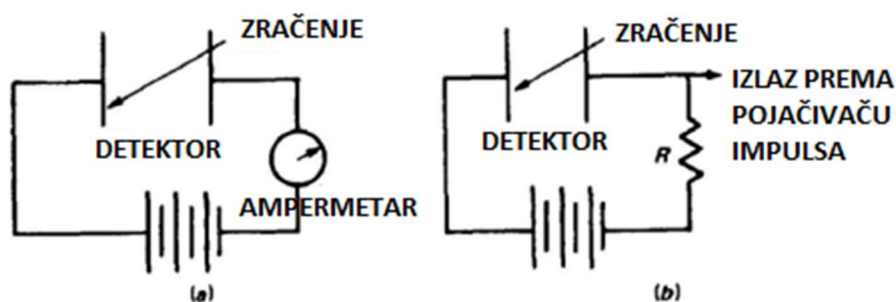 ZRAČENJE
DETEKTOR
AMPERMETAR
(a)
ZRAČENJE
IZLAZ PREMA
POJAČIVAČU
IMPULSA
DETEKTOR
R
(b)